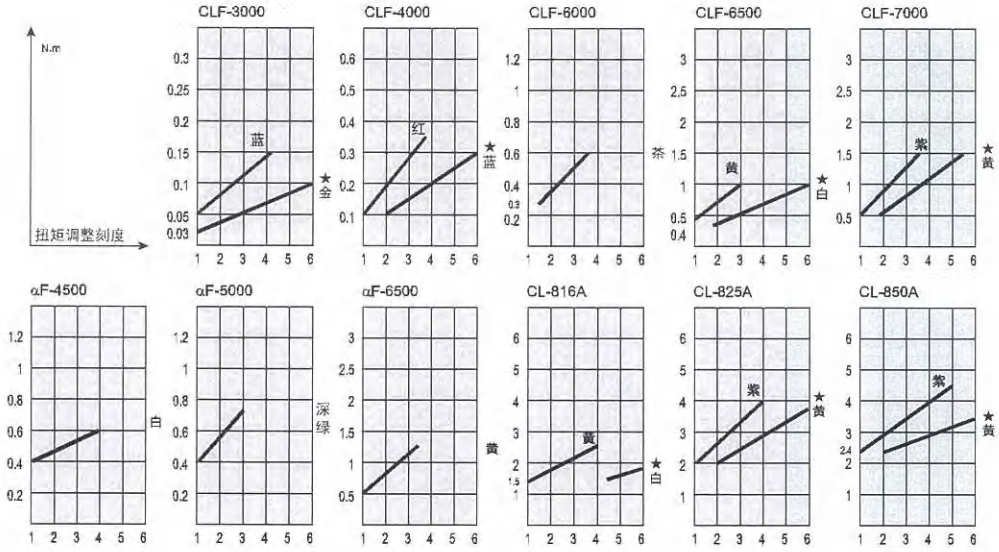 CLF-3000
CLF-4000
CLF-6000
CLF-6500
CLF-7000
N.m
扭矩调整刻度
0.3
0.25
0.2
0.15
0.1
0.05
0.03
蓝
★
金
1 2 3 4 5 6
0.6
0.5
0.4
0.3
0.2
0.1
红
★
蓝
1 2 3 4 5 6
1.2
1
0.8
0.6
0.4
0.3
0.2
茶
1 2 3 4 5 6
3
2.5
2
1.5
1
0.5
0.4
黄
★
白
1 2 3 4 5 6
3
2.5
2
1.5
1
0.5
紫
★
黄
1 2 3 4 5 6
αF-4500
αF-5000
αF-6500
CL-816A
CL-825A
CL-850A
1.2
1
0.8
0.6
0.4
0.2
白
1 2 3 4 5 6
1.2
1
0.8
0.6
0.4
0.2
深
绿
1 2 3 4 5 6
3
2.5
2
1.5
1
0.5
黄
1 2 3 4 5 6
6
5
4
3
2
1.5
1
黄
★
白
1 2 3 4 5 6
6
5
4
3
2
1
紫
★
黄
1 2 3 4 5 6
6
5
4
3
2.4
2
1
紫
★
黄
1 2 3 4 5 6